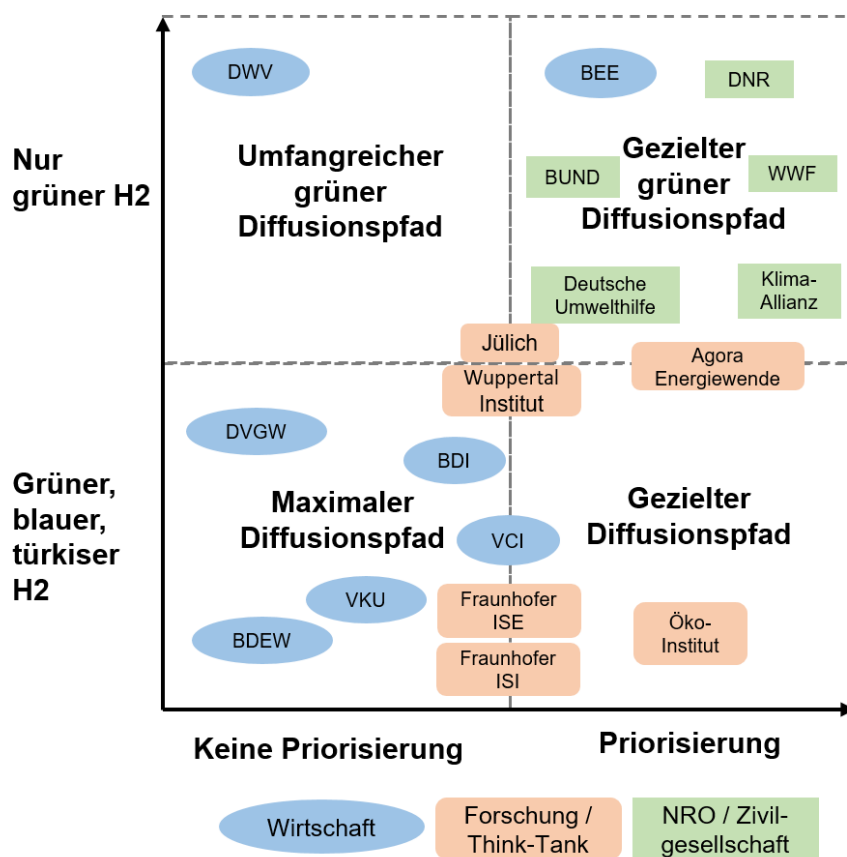 DWV
BEE
DNR
Nur
grüner H2
Umfangreicher
grüner
Diffusionspfad
Gezielter
grüner
Diffusionspfad
BUND
WWF
Deutsche
Umwelthilfe
Klima-
Allianz
Jülich
Agora
Energiewende
Wuppertal
Institut
DVGW
BDI
Grüner,
blauer,
türkiser
H2
Maximaler
Diffusionspfad
Gezielter
Diffusionspfad
VCI
VKU
Fraunhofer
ISE
BDEW
Fraunhofer
ISI
Öko-
Institut
Keine Priorisierung
Priorisierung
Wirtschaft
Forschung /
Think-Tank
NRO / Zivil-
gesellschaft